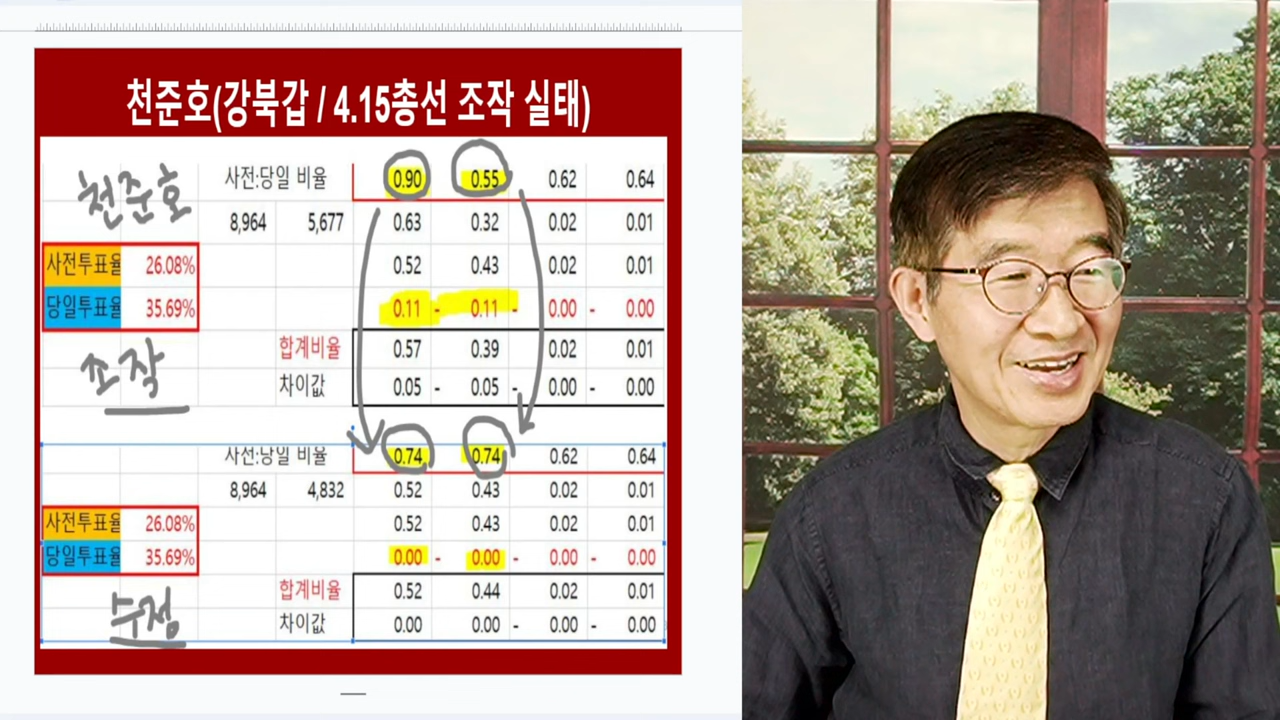 천준호(강북갑 / 4.15총선 조작 실태)
천준호 사전:당일 비율 0.90 0.55 0.62 0.64
8,964 5,677 0.63 0.32 0.02 0.01
사전투표율 26.08% 0.52 0.43 0.02 0.01
당일투표율 35.69% 0.11 - 0.11 - 0.00 - 0.00
합계비율 0.57 0.39 0.02 0.01
조작 차이값 0.05 - 0.05 - 0.00 - 0.00
사전:당일 비율 0.74 0.74 0.62 0.64
8,964 4,832 0.52 0.43 0.02 0.01
사전투표율 26.08% 0.52 0.43 0.02 0.01
당일투표율 35.69% 0.00 - 0.00 - 0.00 - 0.00
합계비율 0.52 0.44 0.02 0.01
수정 차이값 0.00 0.00 - 0.00 - 0.00